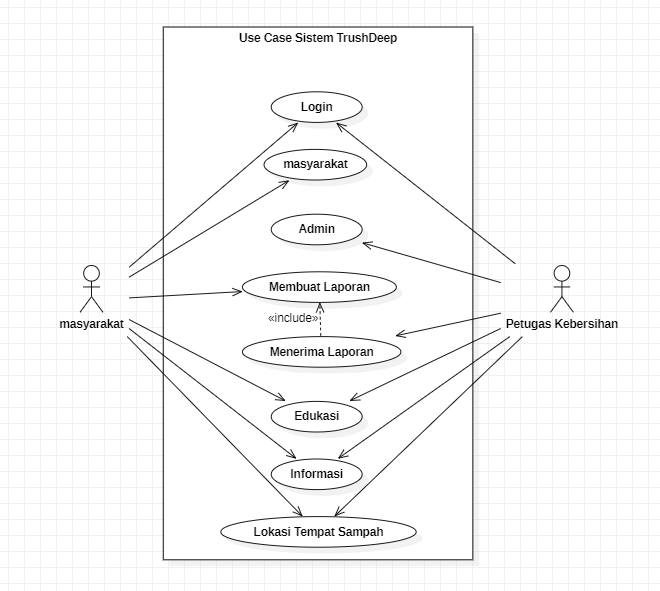 Use Case Sistem TrushDeep
Login
masyarakat
Admin
Membuat Laporan
«include»
Menerima Laporan
masyarakat
Petugas Kebersihan
Edukasi
Informasi
Lokasi Tempat Sampah